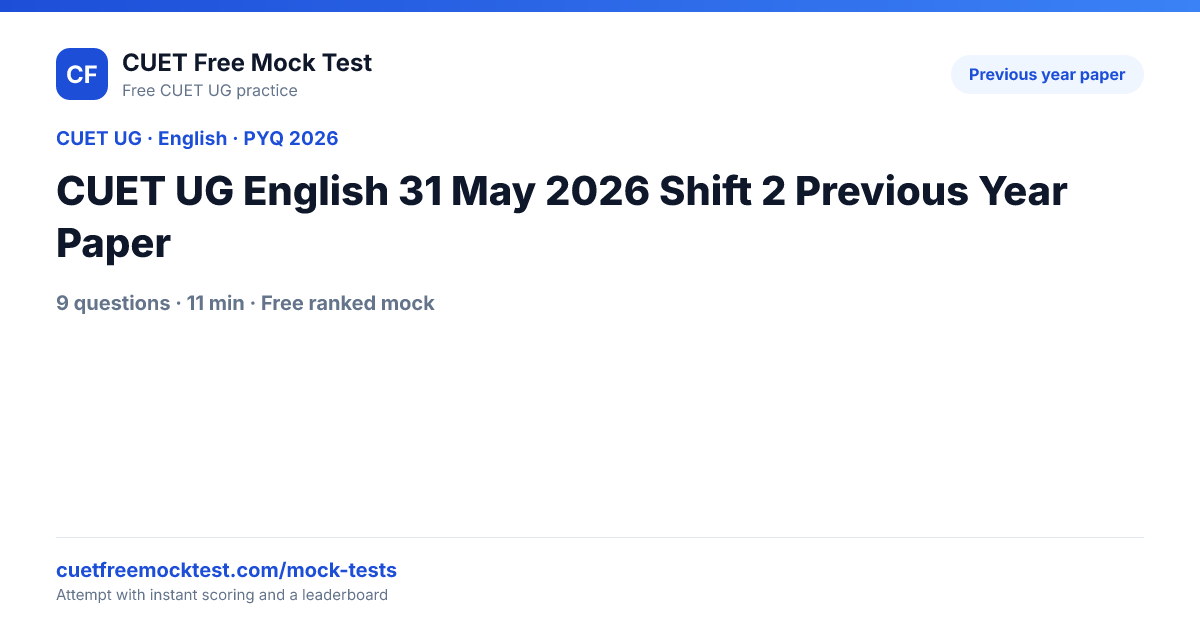 CF
CUET Free Mock Test
Free CUET UG practice
Previous year paper
CUET UG · English · PYQ 2026
CUET UG English 31 May 2026 Shift 2 Previous Year
Paper
9 questions · 11 min · Free ranked mock
cuetfreemocktest.com/mock-tests
Attempt with instant scoring and a leaderboard